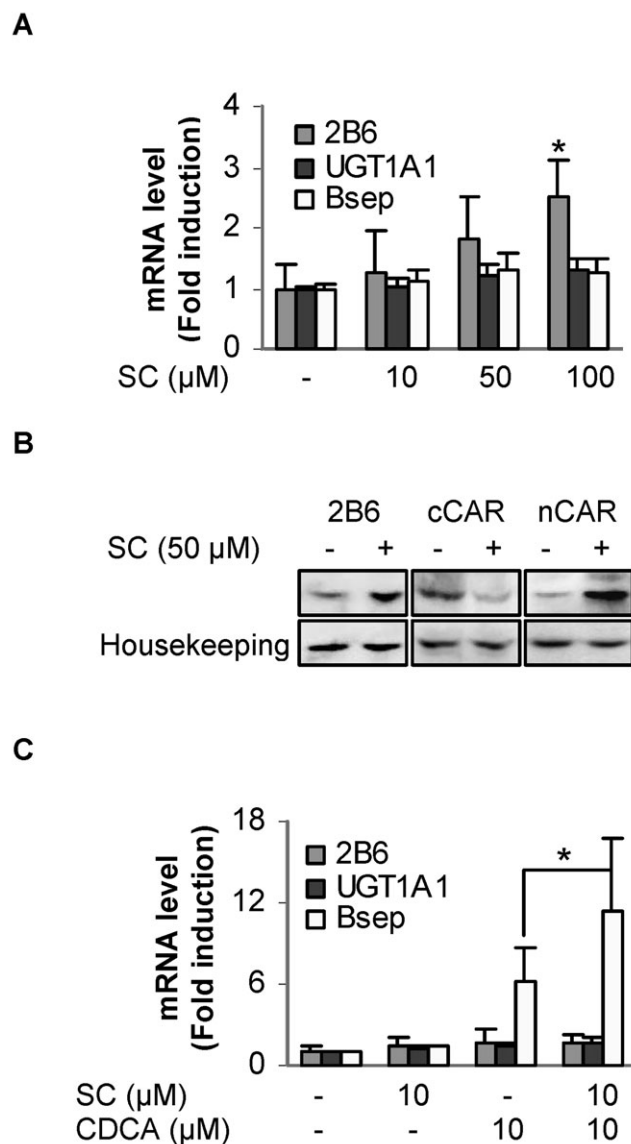 A
mRNA level
(Fold induction)
4
3
2
1
0
2B6
UGT1A1
Bsep
*
SC (µM) - 10 50 100
B
2B6 cCAR nCAR
SC (50 µM) - + - + - +
Housekeeping
C
mRNA level
(Fold induction)
18
12
6
0
2B6
UGT1A1
Bsep
*
SC (µM) - 10 - 10
CDCA (µM) - - 10 10